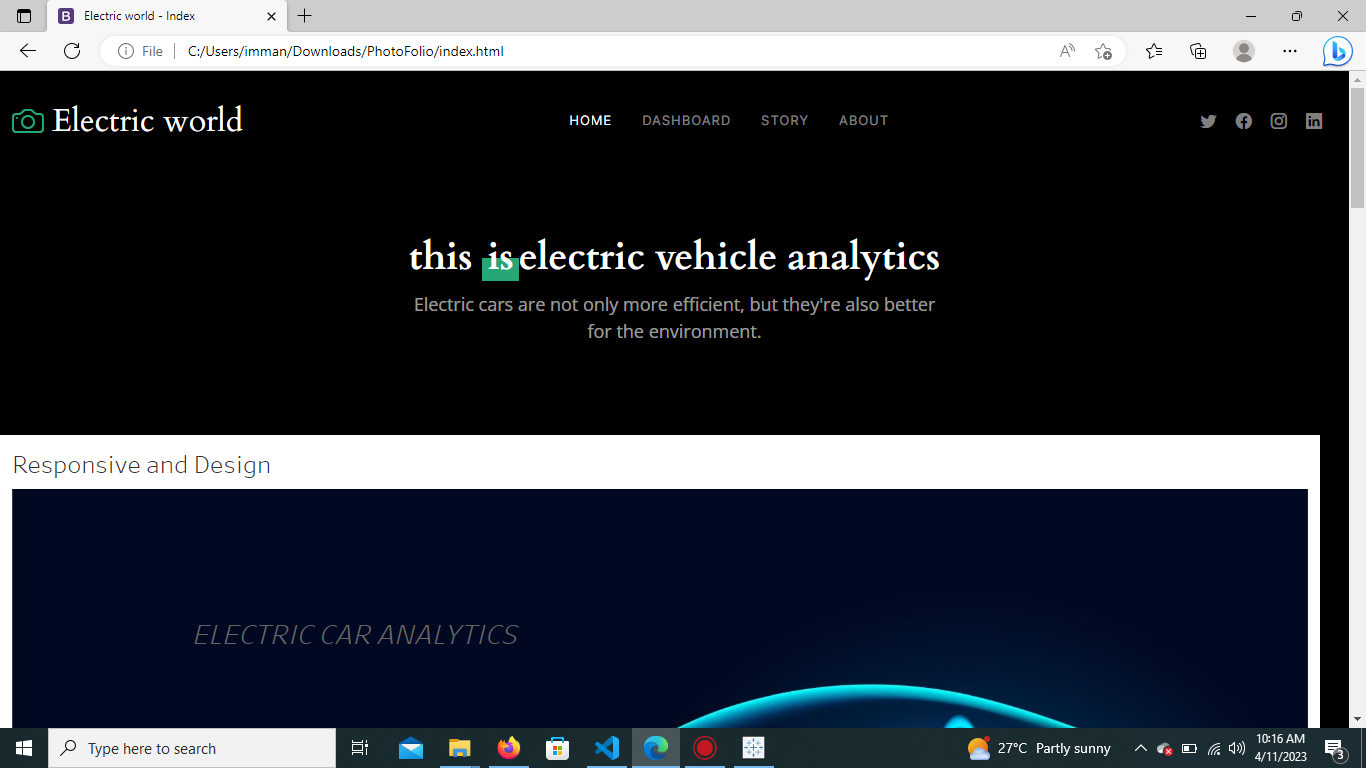 Electric world - Index
File
C:/Users/imman/Downloads/PhotoFolio/index.html
Electric world
HOME DASHBOARD STORY ABOUT
this is electric vehicle analytics
Electric cars are not only more efficient, but they're also better
for the environment.
Responsive and Design
ELECTRIC CAR ANALYTICS
Type here to search
27°C Partly sunny
10:16 AM
4/11/2023
3